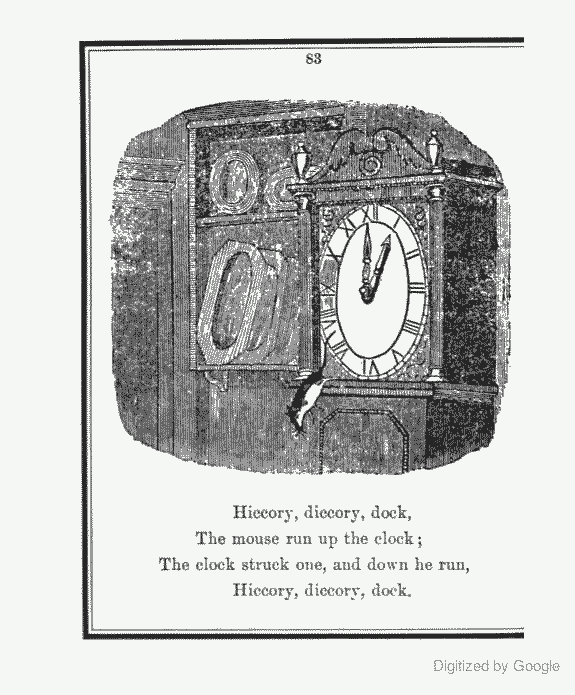 83
Hiccory, diccory, dock,
The mouse run up the clock;
The clock struck one, and down he run,
Hiccory, diccory, dock.
Digitized by Google